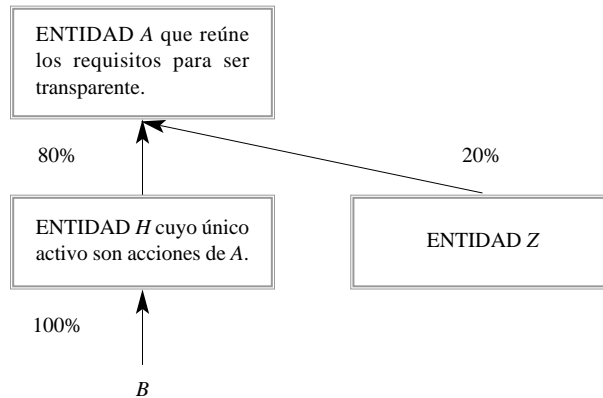 ENTIDAD A que reúne
los requisitos para ser
transparente.
80%
20%
ENTIDAD H cuyo único
activo son acciones de A.
ENTIDAD Z
100%
B